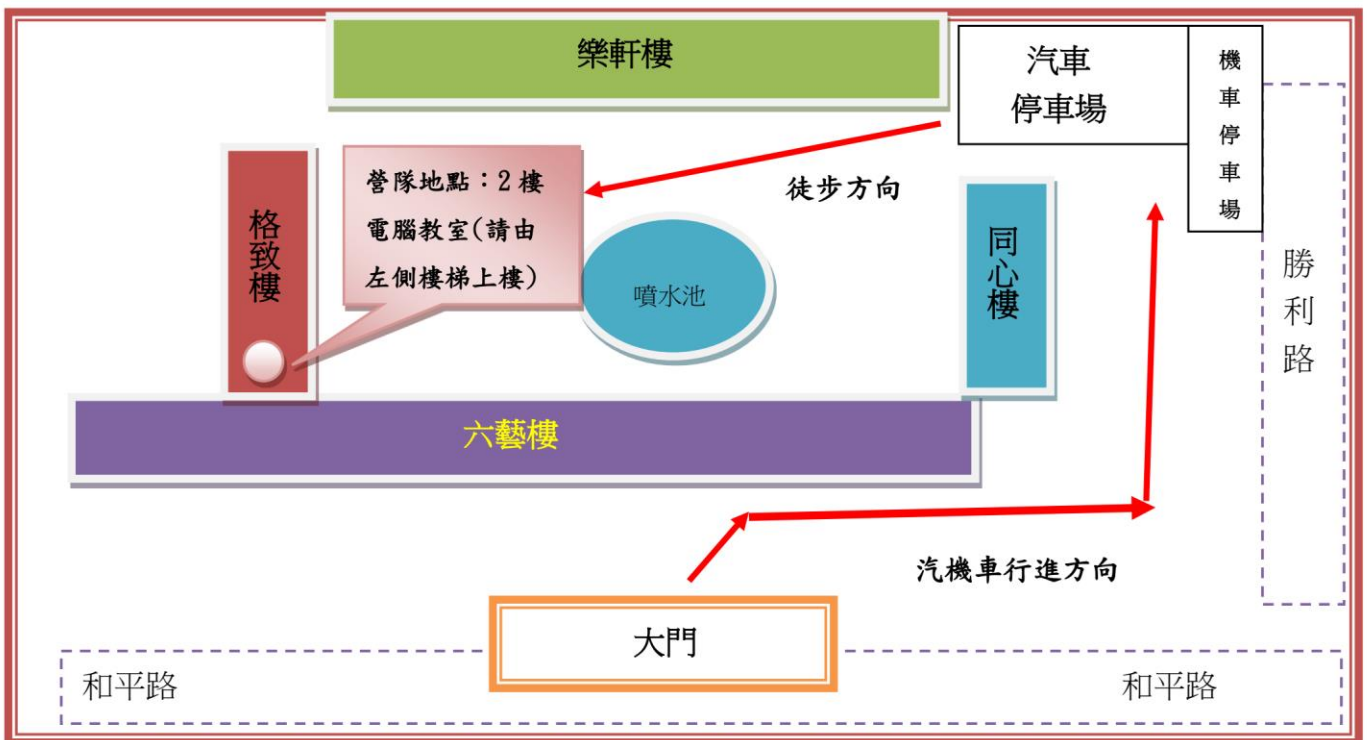 樂軒樓
汽車
停車場
機車停車場
營隊地點：2 樓
電腦教室(請由
左側樓梯上樓)
徒步方向
格致樓
噴水池
同心樓
勝利路
六藝樓
汽機車行進方向
大門
和平路
和平路